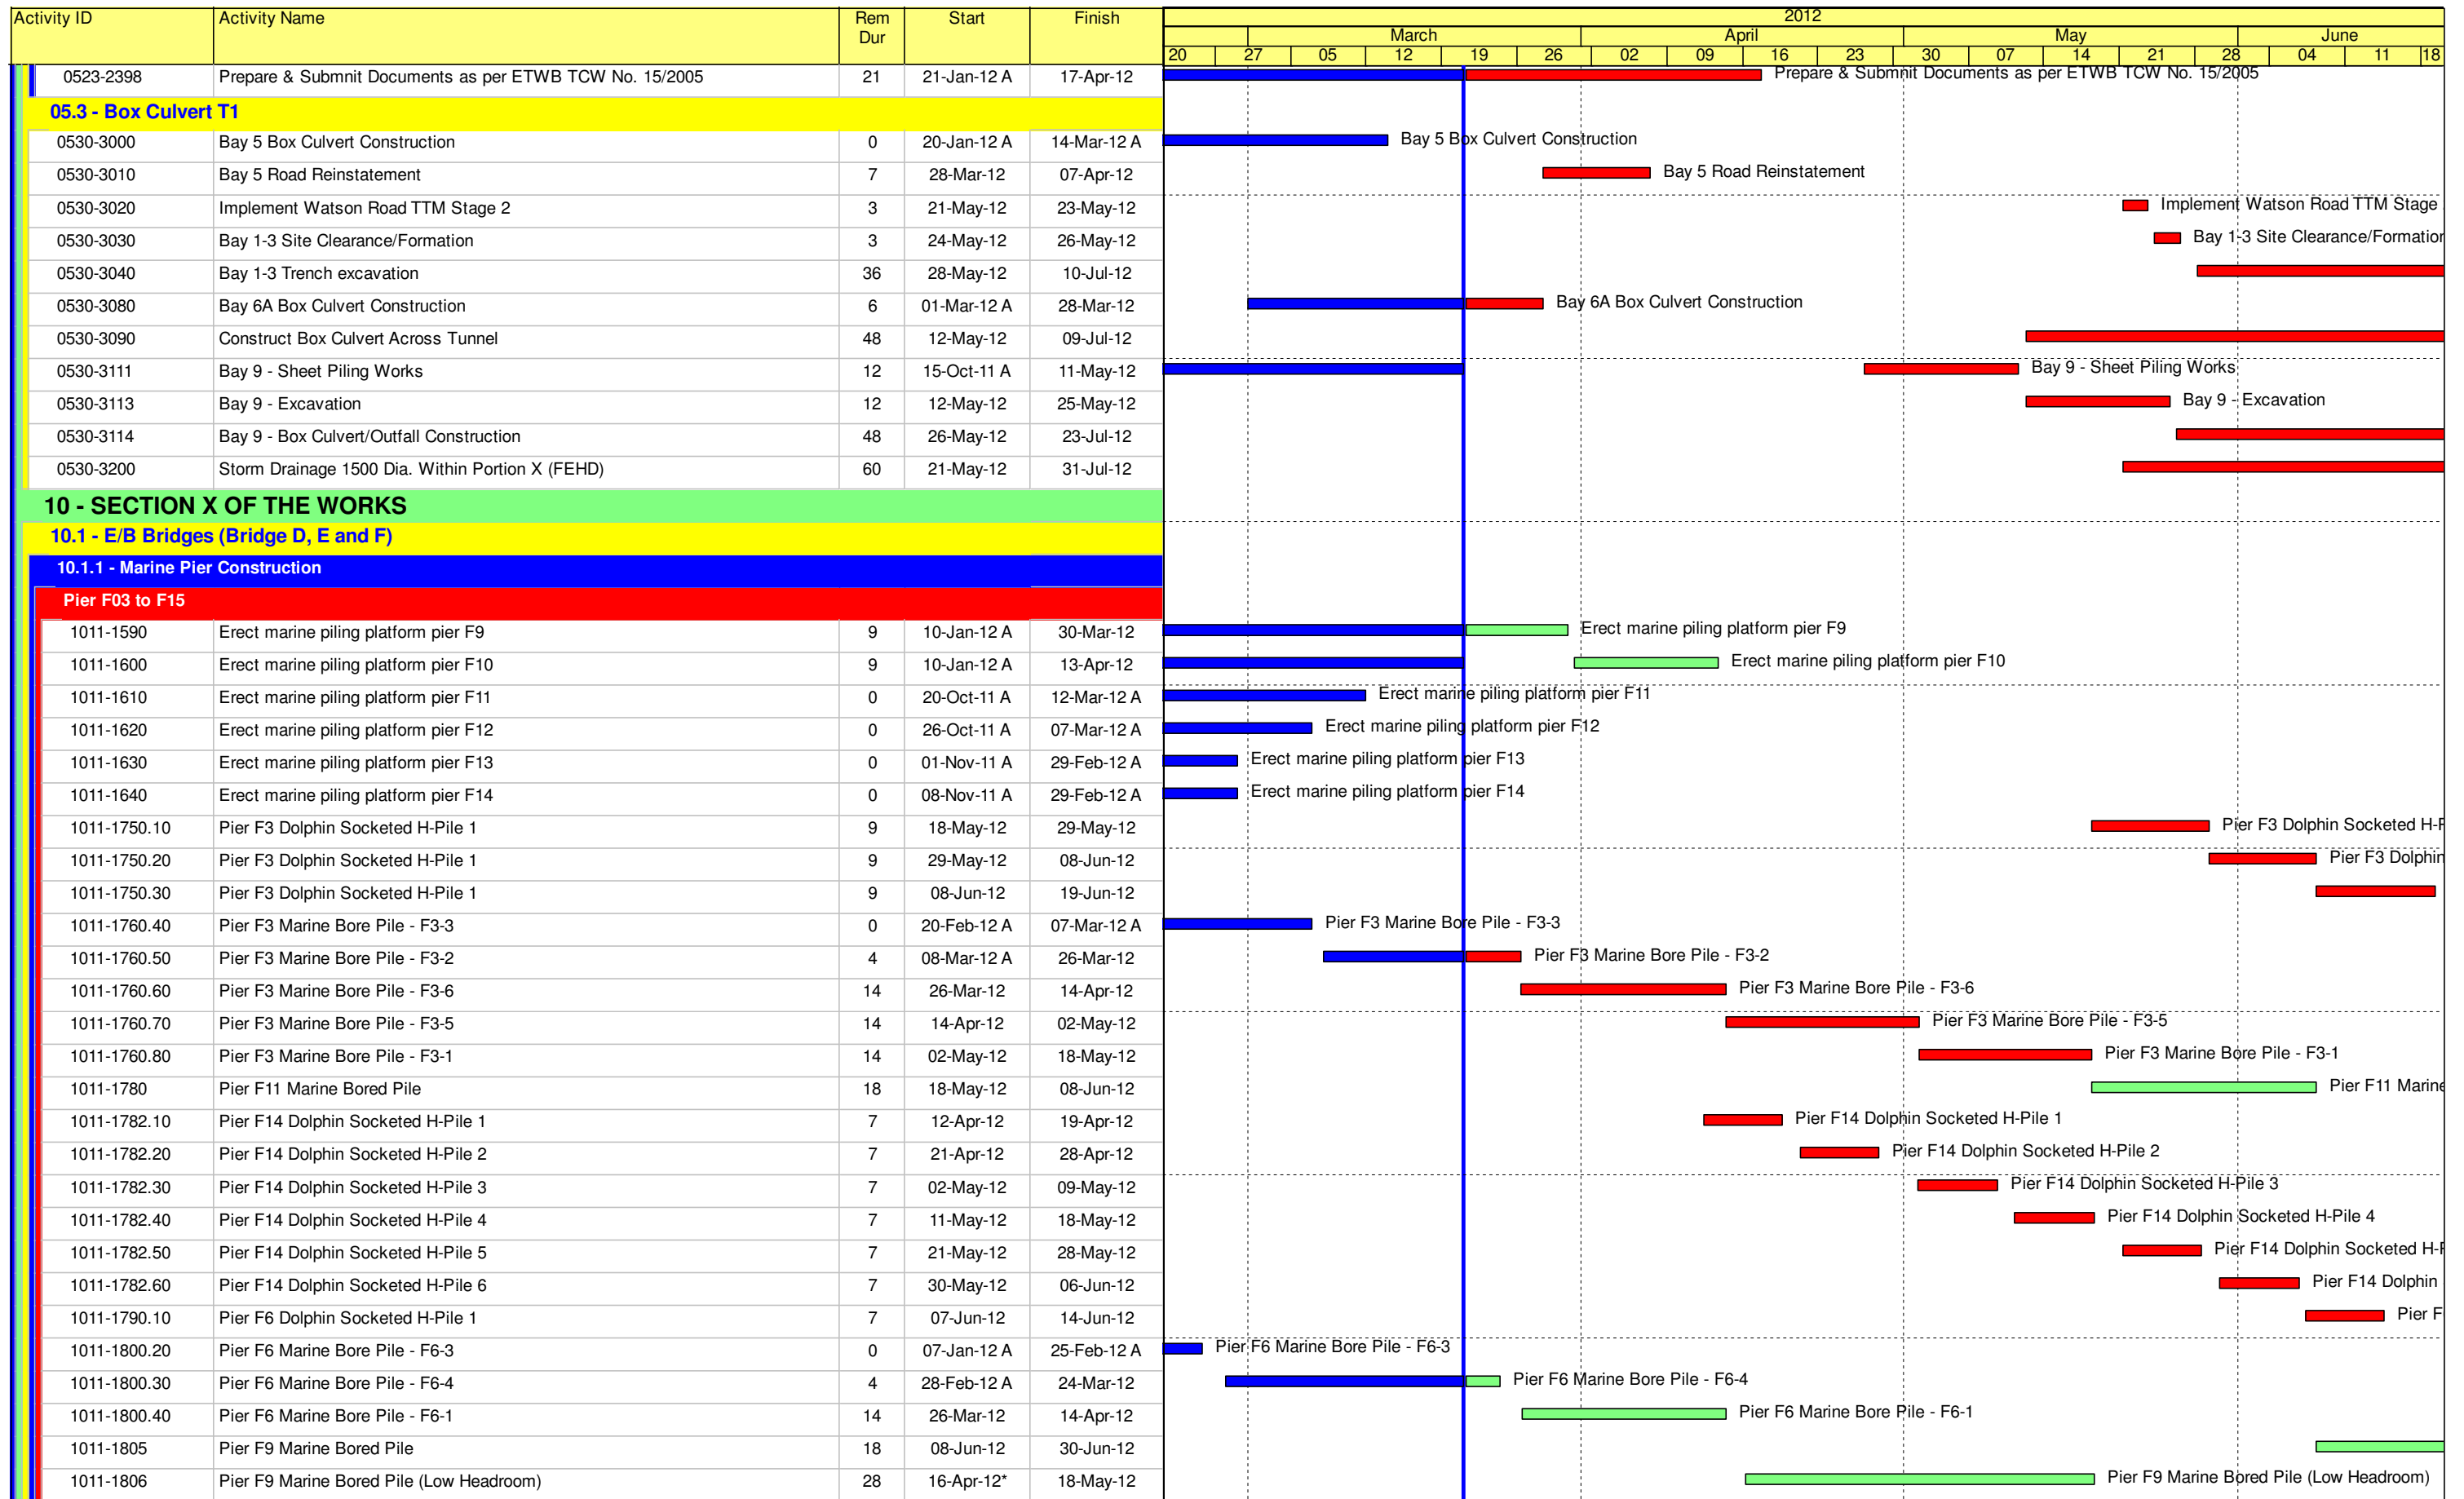 Activity ID Activity Name Rem Dur Start Finish 2012
March April May June
20 27 05 12 19 26 02 09 16 23 30 07 14 21 28 04 11 18
0523-2398 Prepare & Submnit Documents as per ETWB TCW No. 15/2005 21 21-Jan-12 A 17-Apr-12 Prepare & Submnit Documents as per ETWB TCW No. 15/2005
05.3 - Box Culvert T1
0530-3000 Bay 5 Box Culvert Construction 0 20-Jan-12 A 14-Mar-12 A Bay 5 Box Culvert Construction
0530-3010 Bay 5 Road Reinstatement 7 28-Mar-12 07-Apr-12 Bay 5 Road Reinstatement
0530-3020 Implement Watson Road TTM Stage 2 3 21-May-12 23-May-12 Implement Watson Road TTM Stage
0530-3030 Bay 1-3 Site Clearance/Formation 3 24-May-12 26-May-12 Bay 1-3 Site Clearance/Formation
0530-3040 Bay 1-3 Trench excavation 36 28-May-12 10-Jul-12
0530-3080 Bay 6A Box Culvert Construction 6 01-Mar-12 A 28-Mar-12 Bay 6A Box Culvert Construction
0530-3090 Construct Box Culvert Across Tunnel 48 12-May-12 09-Jul-12
0530-3111 Bay 9 - Sheet Piling Works 12 15-Oct-11 A 11-May-12 Bay 9 - Sheet Piling Works
0530-3113 Bay 9 - Excavation 12 12-May-12 25-May-12 Bay 9 - Excavation
0530-3114 Bay 9 - Box Culvert/Outfall Construction 48 26-May-12 23-Jul-12
0530-3200 Storm Drainage 1500 Dia. Within Portion X (FEHD) 60 21-May-12 31-Jul-12
10 - SECTION X OF THE WORKS
10.1 - E/B Bridges (Bridge D, E and F)
10.1.1 - Marine Pier Construction
Pier F03 to F15
1011-1590 Erect marine piling platform pier F9 9 10-Jan-12 A 30-Mar-12 Erect marine piling platform pier F9
1011-1600 Erect marine piling platform pier F10 9 10-Jan-12 A 13-Apr-12 Erect marine piling platform pier F10
1011-1610 Erect marine piling platform pier F11 0 20-Oct-11 A 12-Mar-12 A Erect marine piling platform pier F11
1011-1620 Erect marine piling platform pier F12 0 26-Oct-11 A 07-Mar-12 A Erect marine piling platform pier F12
1011-1630 Erect marine piling platform pier F13 0 01-Nov-11 A 29-Feb-12 A Erect marine piling platform pier F13
1011-1640 Erect marine piling platform pier F14 0 08-Nov-11 A 29-Feb-12 A Erect marine piling platform pier F14
1011-1750.10 Pier F3 Dolphin Socketed H-Pile 1 9 18-May-12 29-May-12 Pier F3 Dolphin Socketed H-P
1011-1750.20 Pier F3 Dolphin Socketed H-Pile 1 9 29-May-12 08-Jun-12 Pier F3 Dolphin
1011-1750.30 Pier F3 Dolphin Socketed H-Pile 1 9 08-Jun-12 19-Jun-12
1011-1760.40 Pier F3 Marine Bore Pile - F3-3 0 20-Feb-12 A 07-Mar-12 A Pier F3 Marine Bore Pile - F3-3
1011-1760.50 Pier F3 Marine Bore Pile - F3-2 4 08-Mar-12 A 26-Mar-12 Pier F3 Marine Bore Pile - F3-2
1011-1760.60 Pier F3 Marine Bore Pile - F3-6 14 26-Mar-12 14-Apr-12 Pier F3 Marine Bore Pile - F3-6
1011-1760.70 Pier F3 Marine Bore Pile - F3-5 14 14-Apr-12 02-May-12 Pier F3 Marine Bore Pile - F3-5
1011-1760.80 Pier F3 Marine Bore Pile - F3-1 14 02-May-12 18-May-12 Pier F3 Marine Bore Pile - F3-1
1011-1780 Pier F11 Marine Bored Pile 18 18-May-12 08-Jun-12 Pier F11 Marine
1011-1782.10 Pier F14 Dolphin Socketed H-Pile 1 7 12-Apr-12 19-Apr-12 Pier F14 Dolphin Socketed H-Pile 1
1011-1782.20 Pier F14 Dolphin Socketed H-Pile 2 7 21-Apr-12 28-Apr-12 Pier F14 Dolphin Socketed H-Pile 2
1011-1782.30 Pier F14 Dolphin Socketed H-Pile 3 7 02-May-12 09-May-12 Pier F14 Dolphin Socketed H-Pile 3
1011-1782.40 Pier F14 Dolphin Socketed H-Pile 4 7 11-May-12 18-May-12 Pier F14 Dolphin Socketed H-Pile 4
1011-1782.50 Pier F14 Dolphin Socketed H-Pile 5 7 21-May-12 28-May-12 Pier F14 Dolphin Socketed H-P
1011-1782.60 Pier F14 Dolphin Socketed H-Pile 6 7 30-May-12 06-Jun-12 Pier F14 Dolphin
1011-1790.10 Pier F6 Dolphin Socketed H-Pile 1 7 07-Jun-12 14-Jun-12 Pier F
1011-1800.20 Pier F6 Marine Bore Pile - F6-3 0 07-Jan-12 A 25-Feb-12 A Pier F6 Marine Bore Pile - F6-3
1011-1800.30 Pier F6 Marine Bore Pile - F6-4 4 28-Feb-12 A 24-Mar-12 Pier F6 Marine Bore Pile - F6-4
1011-1800.40 Pier F6 Marine Bore Pile - F6-1 14 26-Mar-12 14-Apr-12 Pier F6 Marine Bore Pile - F6-1
1011-1805 Pier F9 Marine Bored Pile 18 08-Jun-12 30-Jun-12
1011-1806 Pier F9 Marine Bored Pile (Low Headroom) 28 16-Apr-12* 18-May-12 Pier F9 Marine Bored Pile (Low Headroom)